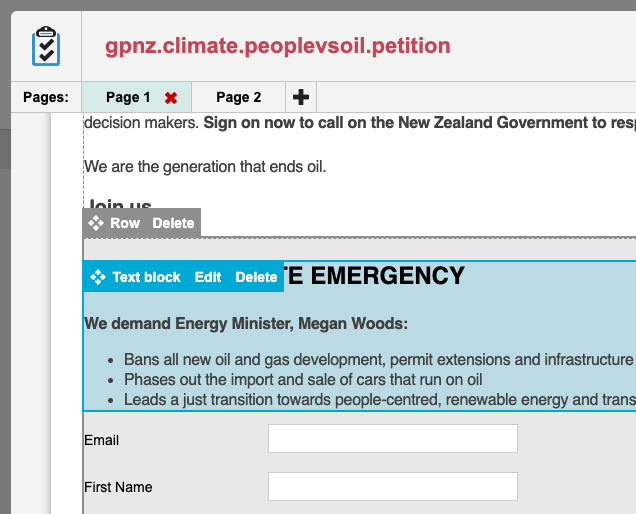 gpnz.climate.peoplevsoil.petition
Pages: Page 1 Page 2
decision makers. Sign on now to call on the New Zealand Government to
We are the generation that ends oil.
Join us
Row Delete
Text block Edit Delete EMERGENCY
We demand Energy Minister, Megan Woods:
• Bans all new oil and gas development, permit extensions and infrastructure
• Phases out the import and sale of cars that run on oil
• Leads a just transition towards people-centred, renewable energy and
Email
First Name